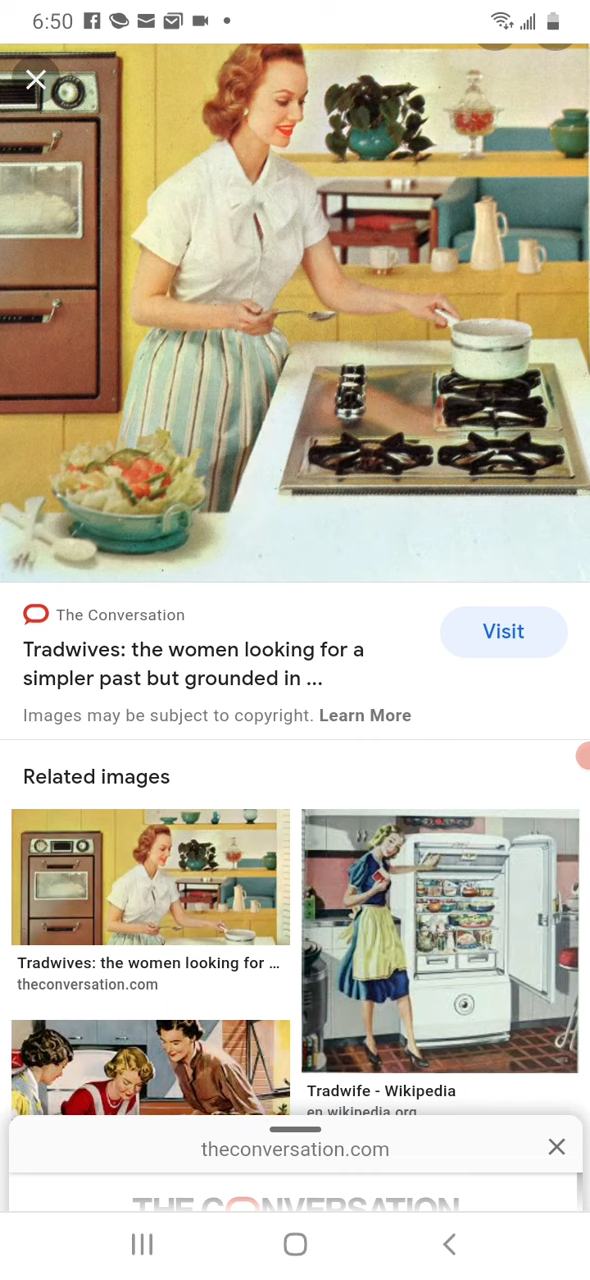 6:50
The Conversation
Tradwives: the women looking for a
simpler past but grounded in ...
Visit
Images may be subject to copyright. Learn More
Related images
Tradwives: the women looking for ...
theconversation.com
Tradwife - Wikipedia
en.wikipedia.org
theconversation.com
THE CONVERSATION